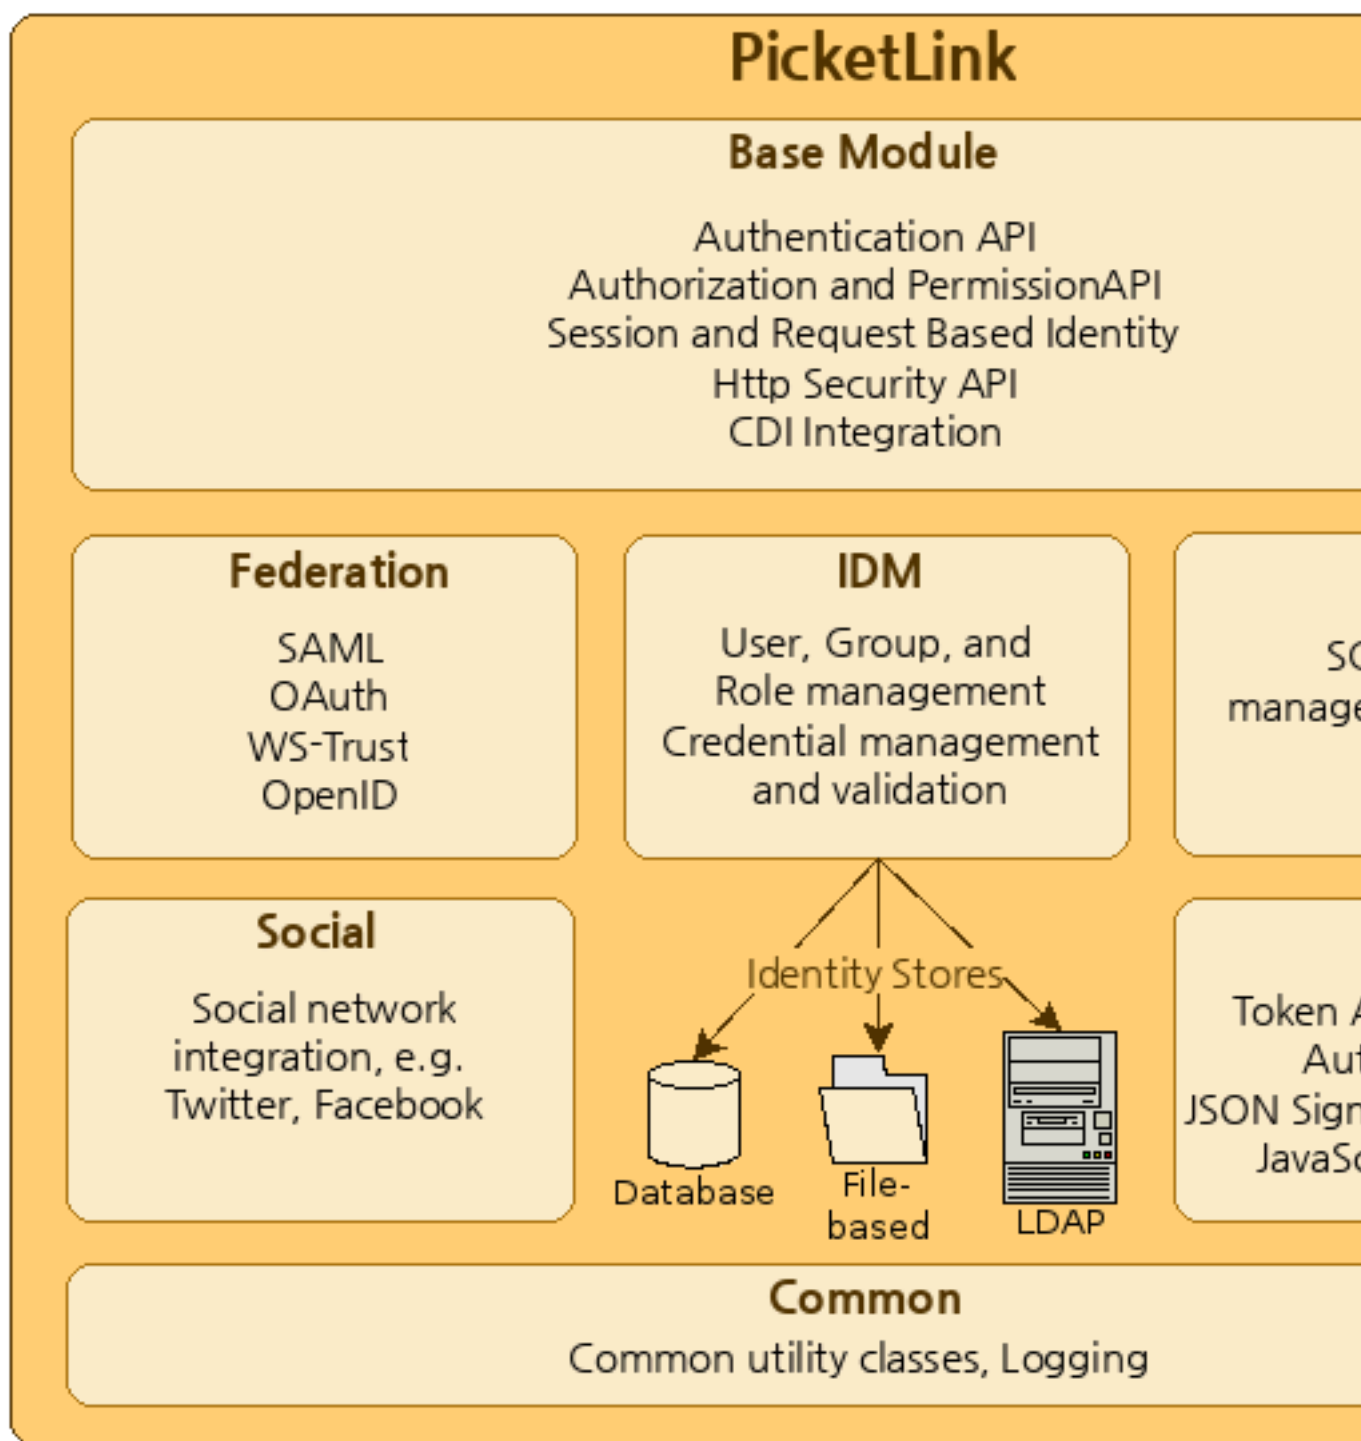 PicketLink
Base Module
Authentication API
Authorization and PermissionAPI
Session and Request Based Identity
Http Security API
CDI Integration
Federation
SAML
OAuth
WS-Trust
OpenID
IDM
User, Group, and
Role management
Credential management
and validation
Social
Social network
integration, e.g.
Twitter, Facebook
Identity Stores
Database
File-
based
LDAP
Token
JSON
Common
Common utility classes, Logging